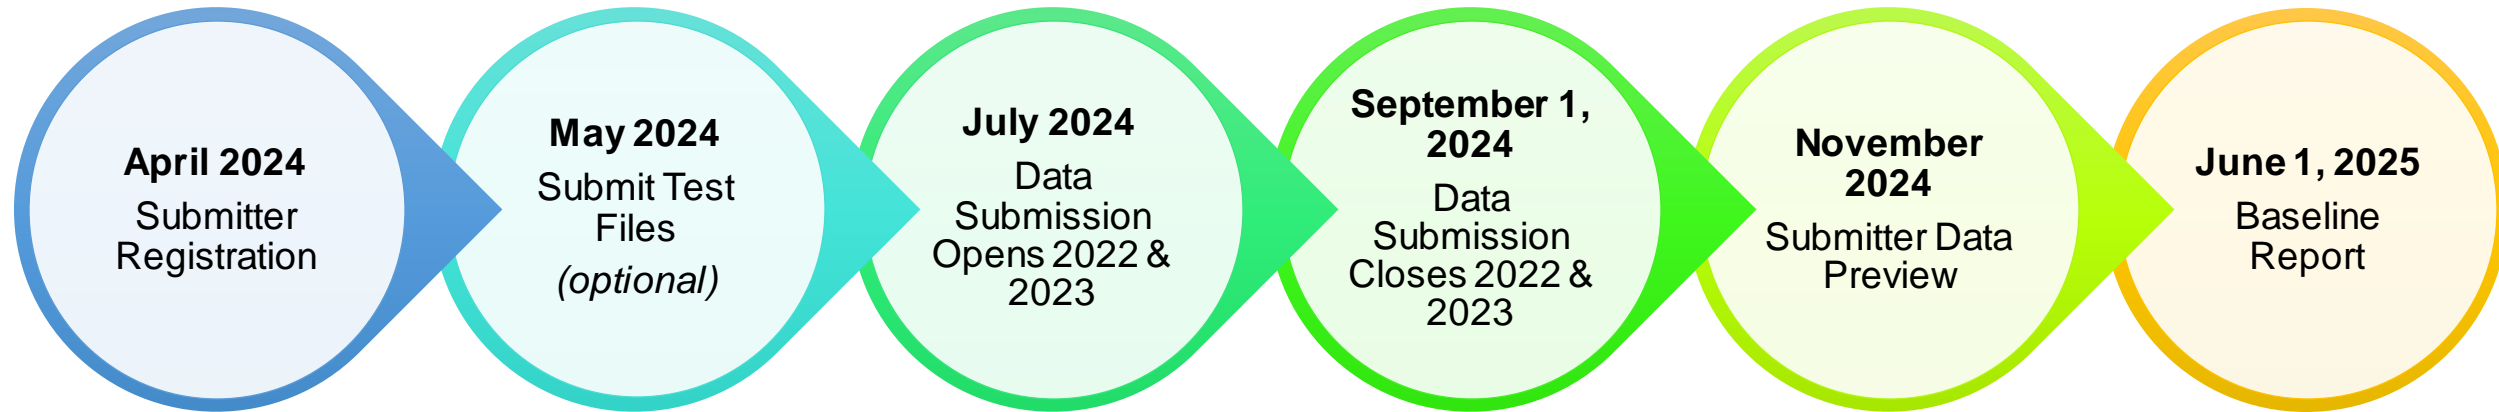 April 2024
Submitter
Registration
May 2024
Submit Test
Files
(optional)
July 2024
Data
Submission
Opens 2022 &
2023
September 1,
2024
Data
Submission
Closes 2022 &
2023
November
2024
Submitter Data
Preview
June 1, 2025
Baseline
Report